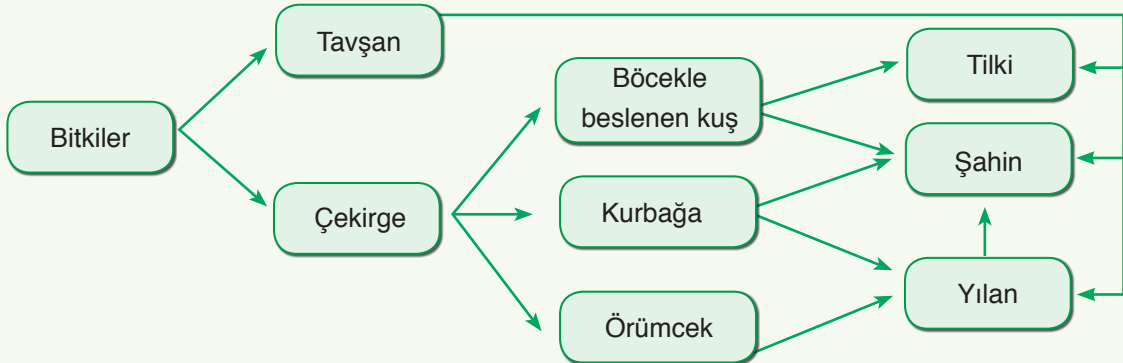 Tavşan
Tilki
Böcekle
beslenen kuş
Bitkiler
Şahin
Çekirge
Kurbağa
Yılan
Örümcek